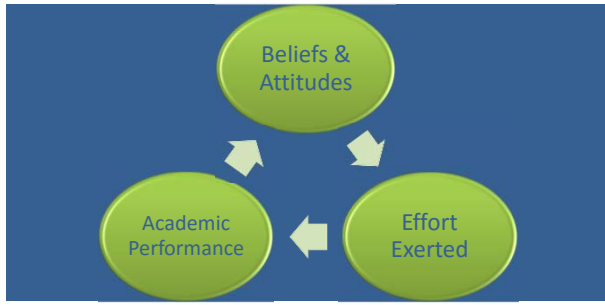 Beliefs &
Attitudes
Academic
Performance
Effort
Exerted